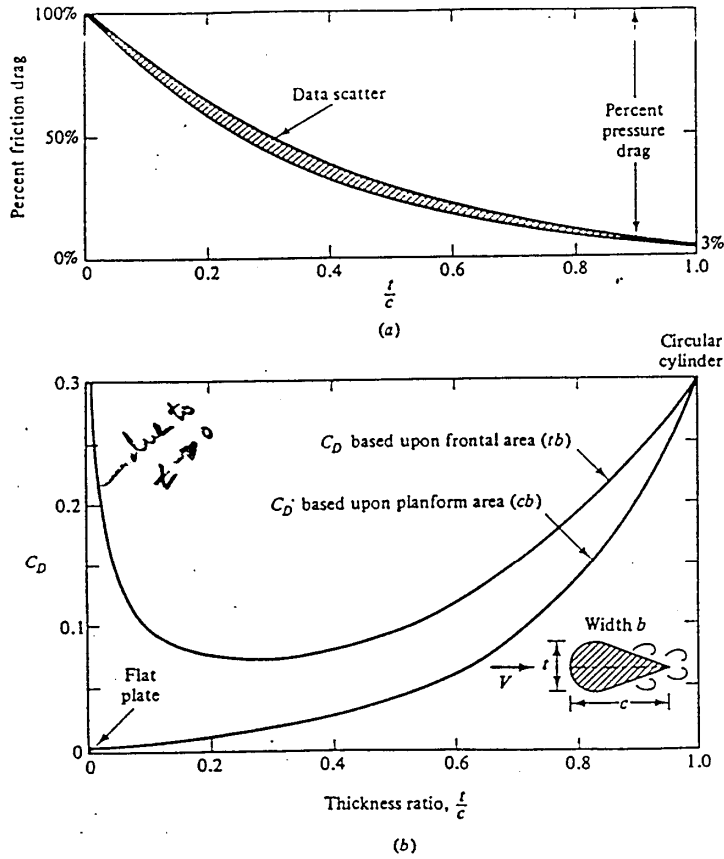 100%
Percent friction drag
50%
0%
Data scatter
Percent
pressure
drag
3%
0
0.2
0.4
0.6
0.8
1.0
t/c
(a)
Circular
cylinder
0.3
0.2
C_D
0.1
0
due to
t→0
C_D based upon frontal area (tb)
C_D based upon planform area (cb)
Flat
plate
Width b
V
t
c
0
0.2
0.4
0.6
0.8
1.0
Thickness ratio, t/c
(b)